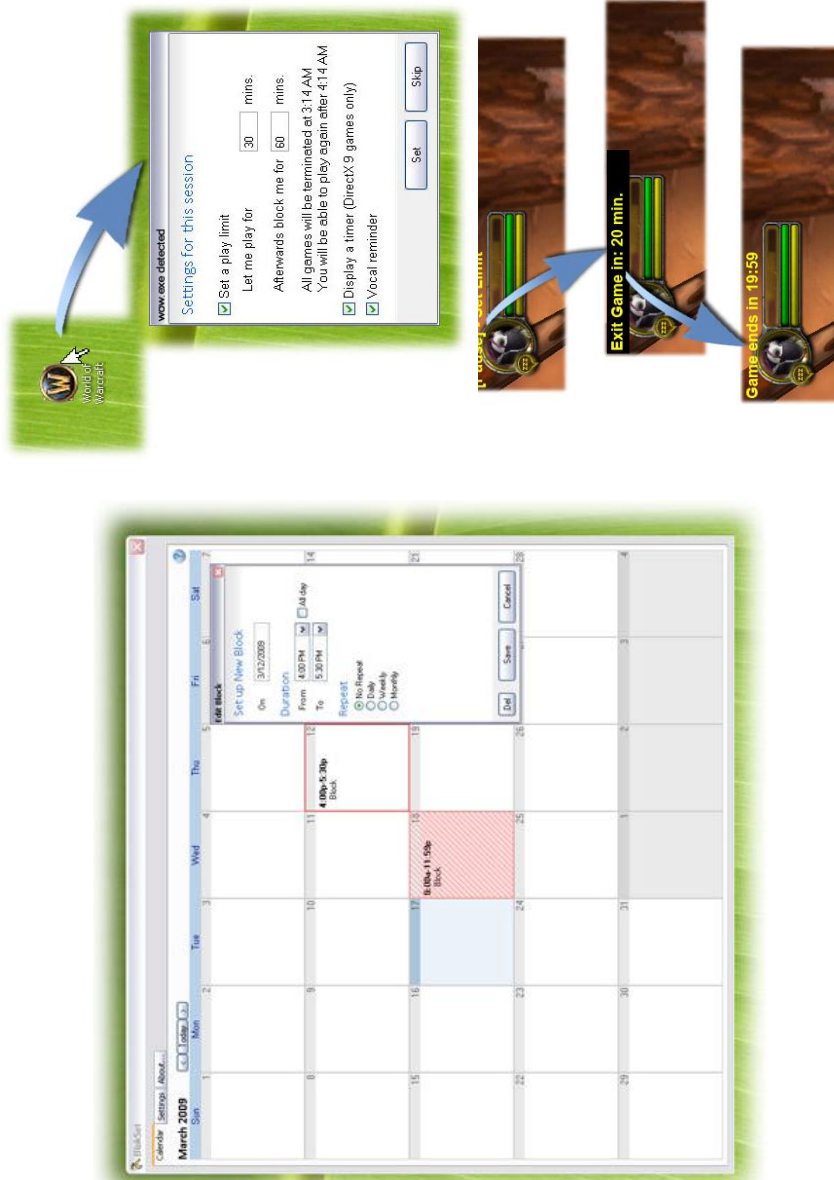 World of
Warcraft
wow.exe detected
Settings for this session
Set a play limit
Let me play for 30 mins.
Afterwards block me for 60 mins.
All games will be terminated at 3:14 AM
You will be able to play again after 4:14 AM
Display a timer (DirectX 9 games only)
Vocal reminder
Set Skip
Exit Game in: 20 min.
zzz
Game ends in 19:59
zzz
BlokSet
Calendar Settings About...
March 2009 < Today >
Sun Mon Tue Wed Thu Fri Sat
1 2 3 4 5 6 7
8 9 10 11 12 14
4:00p-5:30p
Block
15 16 17 18 19 21
11:59p
Block
22 23 24 25 26 28
29 30 31 1 2 3 4
Edit Block
Set up New Block
On 3/12/2009
Duration
From 4:00 PM All day
To 5:30 PM
Repeat
No Repeat
Daily
Weekly
Monthly
Del Save Cancel